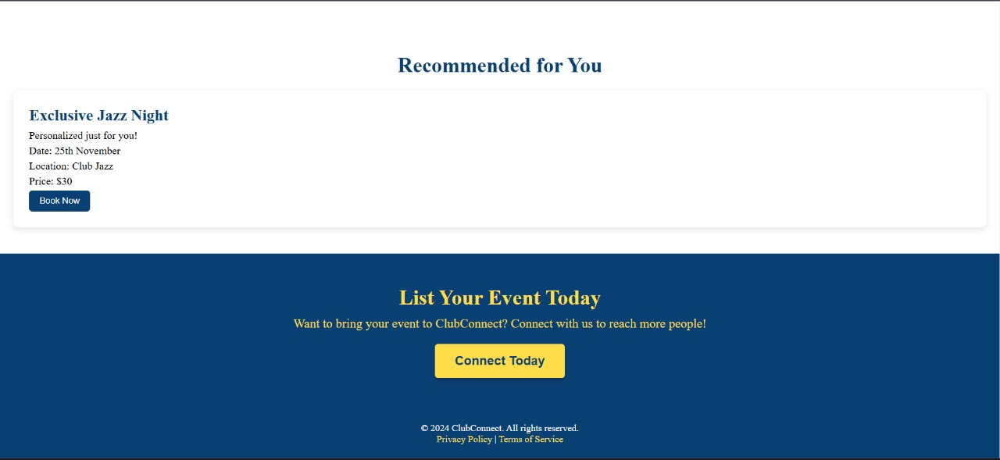 Recommended for You
Exclusive Jazz Night
Personalized just for you!
Date: 25th November
Location: Club Jazz
Price: $30
Book Now
List Your Event Today
Want to bring your event to ClubConnect? Connect with us to reach more people!
Connect Today
© 2024 ClubConnect. All rights reserved.
Privacy Policy | Terms of Service